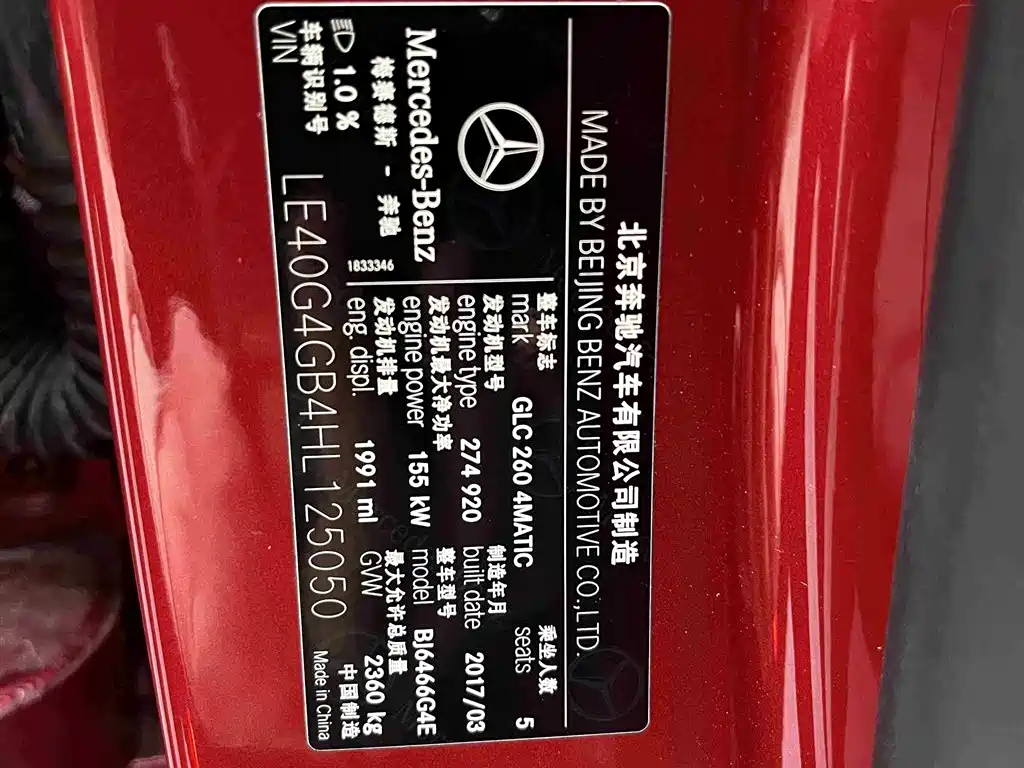 北京奔驰汽车有限公司制造
MADE BY BEIJING BENZ AUTOMOTIVE CO.,LTD.
Mercedes-Benz
梅赛德斯 - 奔驰
1833346
整车标志
mark GLC 260 4MATIC
乘坐人数
seats 5
发动机型号
engine type 274 920
制造年月
built date 2017/03
发动机最大净功率
engine power 155 kW
整车型号
model BJ6466G4E
发动机排量
eng. displ. 1991 ml
最大允许总质量
GVW 2360 kg
1.0 %
车辆识别号
VIN LE40G4GB4HL125050
中国制造
Made in China